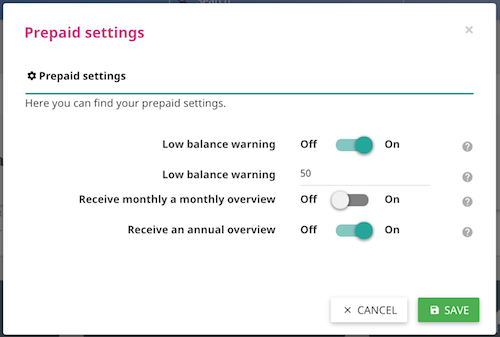 Prepaid settings
×
Prepaid settings
Here you can find your prepaid settings.
Low balance warning Off On ?
Low balance warning 50 ?
Receive monthly a monthly overview Off On ?
Receive an annual overview Off On ?
× CANCEL SAVE